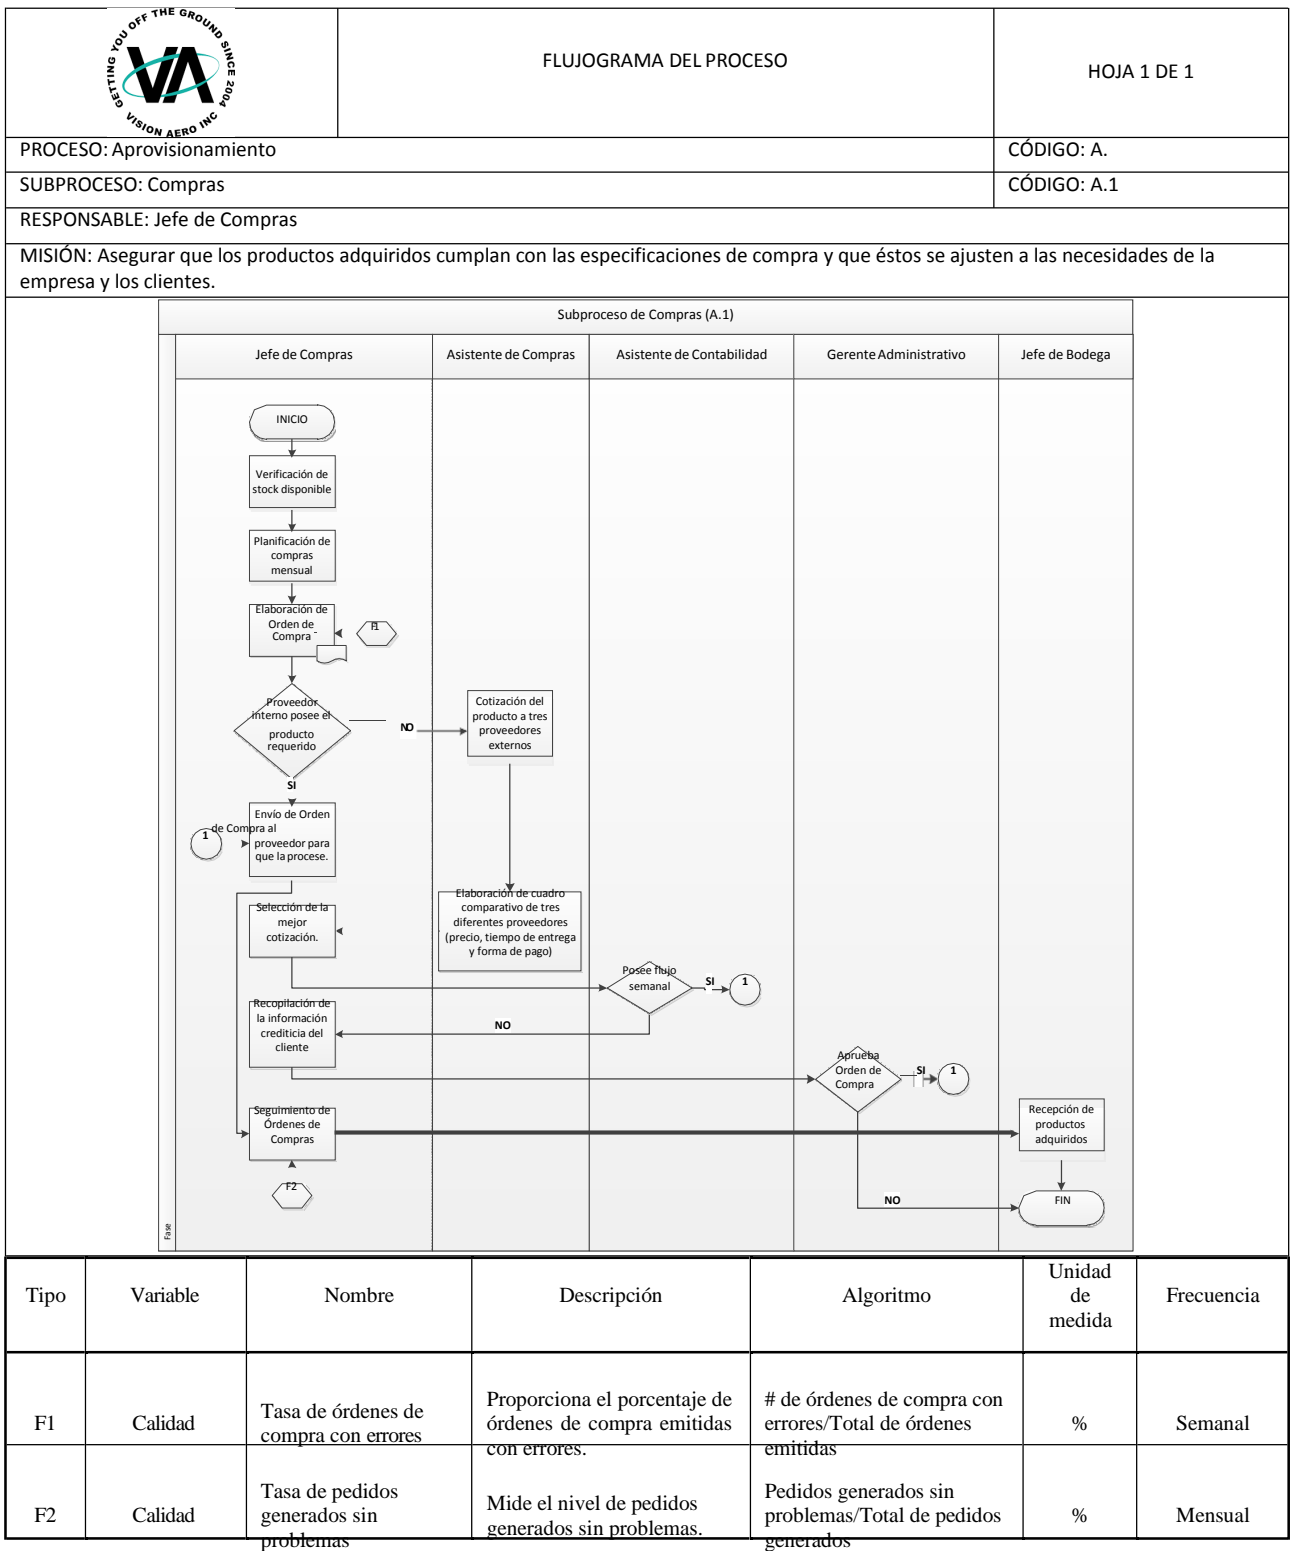 GETTING YOU OFF THE GROUND SINCE 2004
VA
VISION AERO INC
FLUJOGRAMA DEL PROCESO
HOJA 1 DE 1
PROCESO: Aprovisionamiento
CÓDIGO: A.
SUBPROCESO: Compras
CÓDIGO: A.1
RESPONSABLE: Jefe de Compras
MISIÓN: Asegurar que los productos adquiridos cumplan con las especificaciones de compra y que éstos se ajusten a las necesidades de la
empresa y los clientes.
Subproceso de Compras (A.1)
Jefe de Compras
Asistente de Compras
Asistente de Contabilidad
Gerente Administrativo
Jefe de Bodega
INICIO
Verificación de
stock disponible
Planificación de
compras
mensual
Elaboración de
Orden de
Compra
F1
Proveedor
interno posee el
producto
requerido
NO
SI
Cotización del
producto a tres
proveedores
externos
Envío de Orden
de Compra al
proveedor para
que la procese.
1
Selección de la
mejor
cotización.
Elaboración de cuadro
comparativo de tres
diferentes proveedores
(precio, tiempo de entrega
y forma de pago)
Posee flujo
semanal
SI
1
NO
Recopilación de
la información
crediticia del
cliente
Aprueba
Orden de
Compra
SI
1
Seguimiento de
Órdenes de
Compras
F2
Recepción de
productos
adquiridos
NO
FIN
Fase
Tipo
Variable
Nombre
Descripción
Algoritmo
Unidad
de
medida
Frecuencia
F1
Calidad
Tasa de órdenes de
compra con errores
Proporciona el porcentaje de
órdenes de compra emitidas
con errores.
# de órdenes de compra con
errores/Total de órdenes
emitidas
%
Semanal
F2
Calidad
Tasa de pedidos
generados sin
problemas
Mide el nivel de pedidos
generados sin problemas.
Pedidos generados sin
problemas/Total de pedidos
generados
%
Mensual